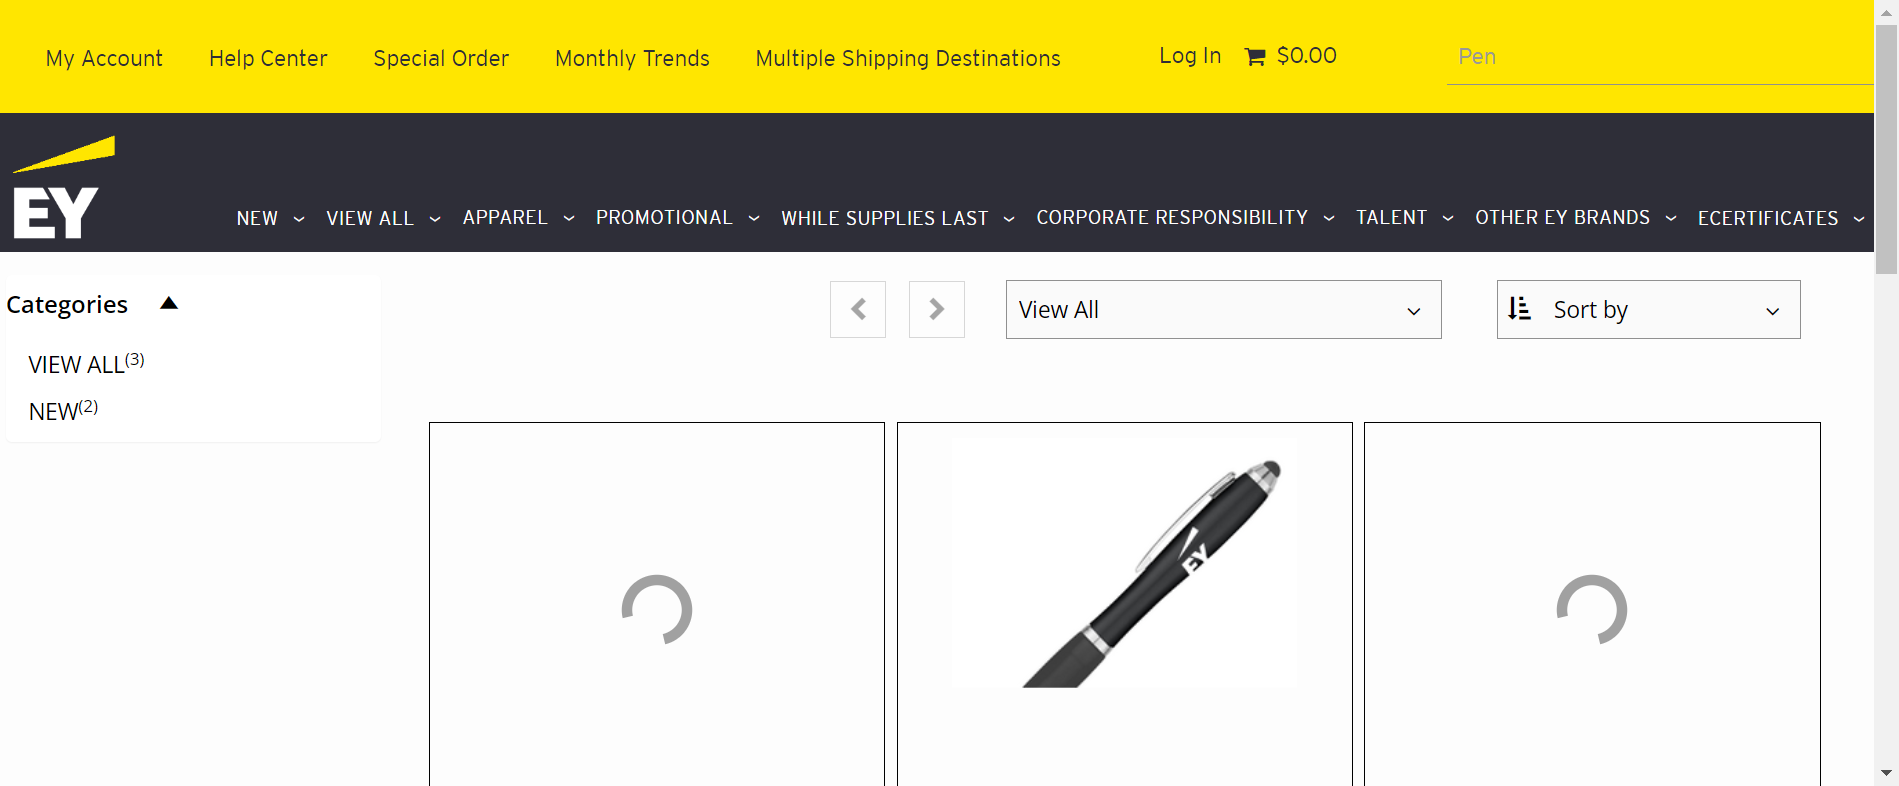 My Account Help Center Special Order Monthly Trends Multiple Shipping Destinations Log In $0.00 Pen
EY
NEW VIEW ALL APPAREL PROMOTIONAL WHILE SUPPLIES LAST CORPORATE RESPONSIBILITY TALENT OTHER EY BRANDS ECERTIFICATES
Categories
VIEW ALL(3)
NEW(2)
View All Sort by
EY